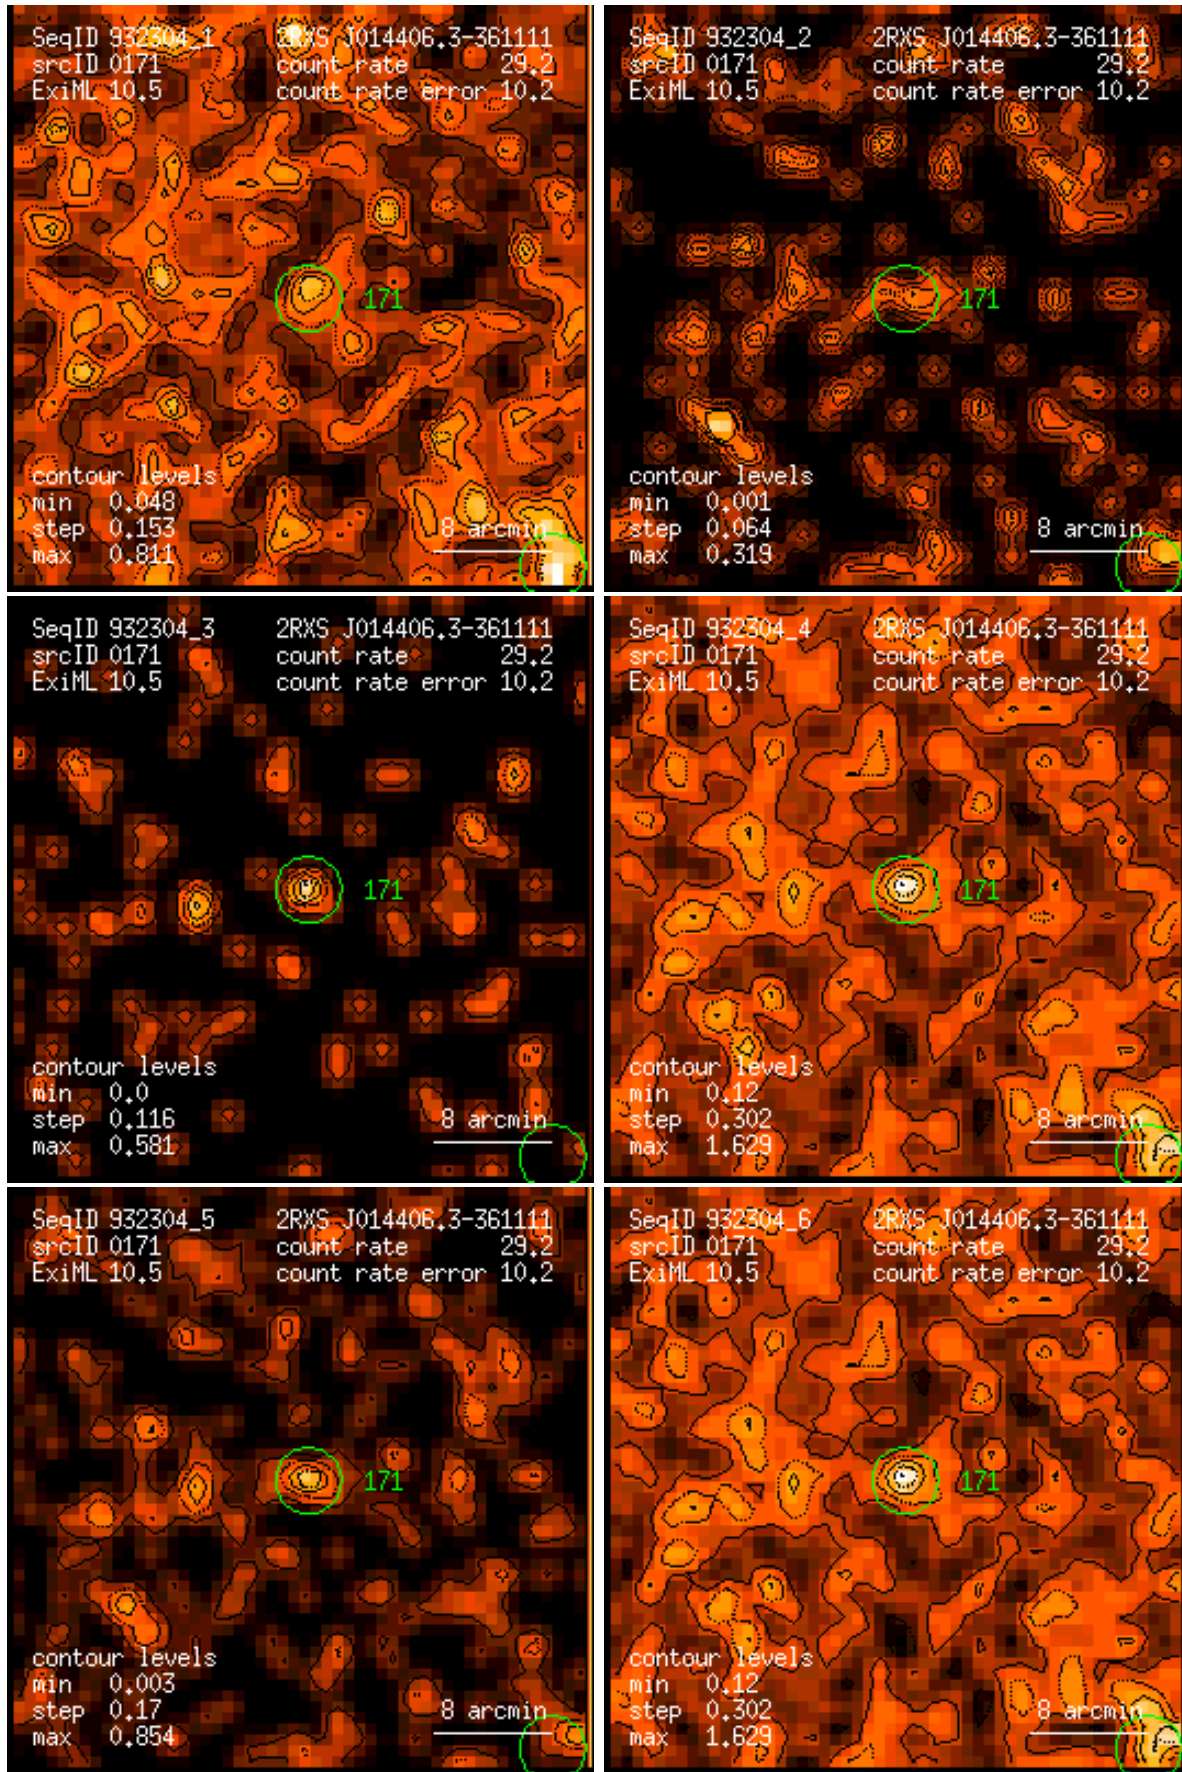 SeqID 932304_1 2RXS J014406.3-361111
srcID 0171 count rate 29.2
ExiML 10.5 count rate error 10.2
171
contour levels
min 0.048
step 0.153 8 arcmin
max 0.811
SeqID 932304_2 2RXS J014406.3-361111
srcID 0171 count rate 29.2
ExiML 10.5 count rate error 10.2
171
contour levels
min 0.001
step 0.064 8 arcmin
max 0.319
SeqID 932304_3 2RXS J014406.3-361111
srcID 0171 count rate 29.2
ExiML 10.5 count rate error 10.2
171
contour levels
min 0.0
step 0.116 8 arcmin
max 0.581
SeqID 932304_4 2RXS J014406.3-361111
srcID 0171 count rate 29.2
ExiML 10.5 count rate error 10.2
171
contour levels
min 0.12
step 0.302 8 arcmin
max 1.629
SeqID 932304_5 2RXS J014406.3-361111
srcID 0171 count rate 29.2
ExiML 10.5 count rate error 10.2
171
contour levels
min 0.003
step 0.17 8 arcmin
max 0.854
SeqID 932304_6 2RXS J014406.3-361111
srcID 0171 count rate 29.2
ExiML 10.5 count rate error 10.2
171
contour levels
min 0.12
step 0.302 8 arcmin
max 1.629